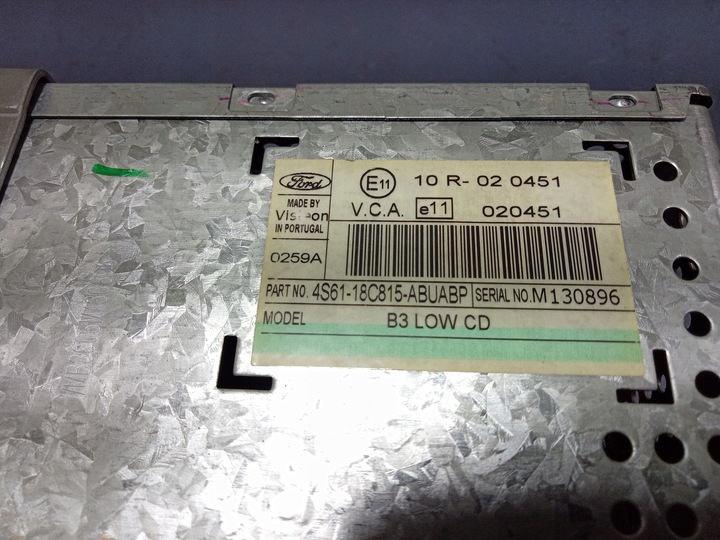 Ford
E11 10 R- 02 0451
MADE BY
Visteon
IN PORTUGAL
V.C.A. e11 020451
0259A
PART NO. 4S61-18C815-ABUABP SERIAL NO. M130896
MODEL B3 LOW CD